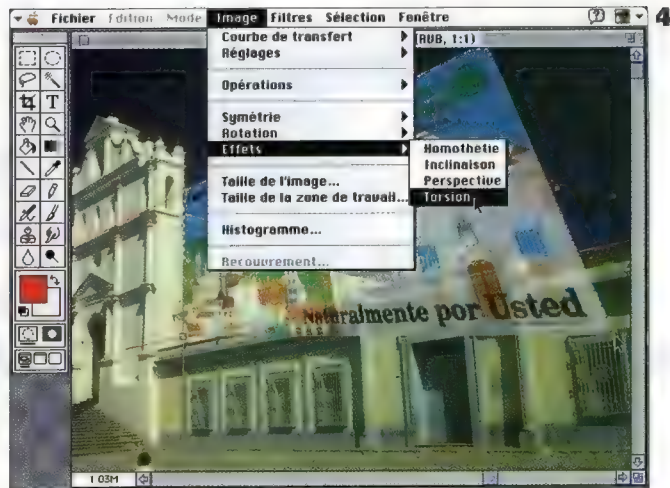 Fichier Edition Mode Image Filtres Sélection Fenêtre
4
(RVB, 1:1)
Courbe de transfert
Réglages
Opérations
Symétrie
Rotation
Effets
Homothétie
Inclinaison
Perspective
Torsion
Taille de l'image...
Taille de la zone de travail...
Histogramme...
Recouvrement...
T
Naturalmente por Usted
1 03M